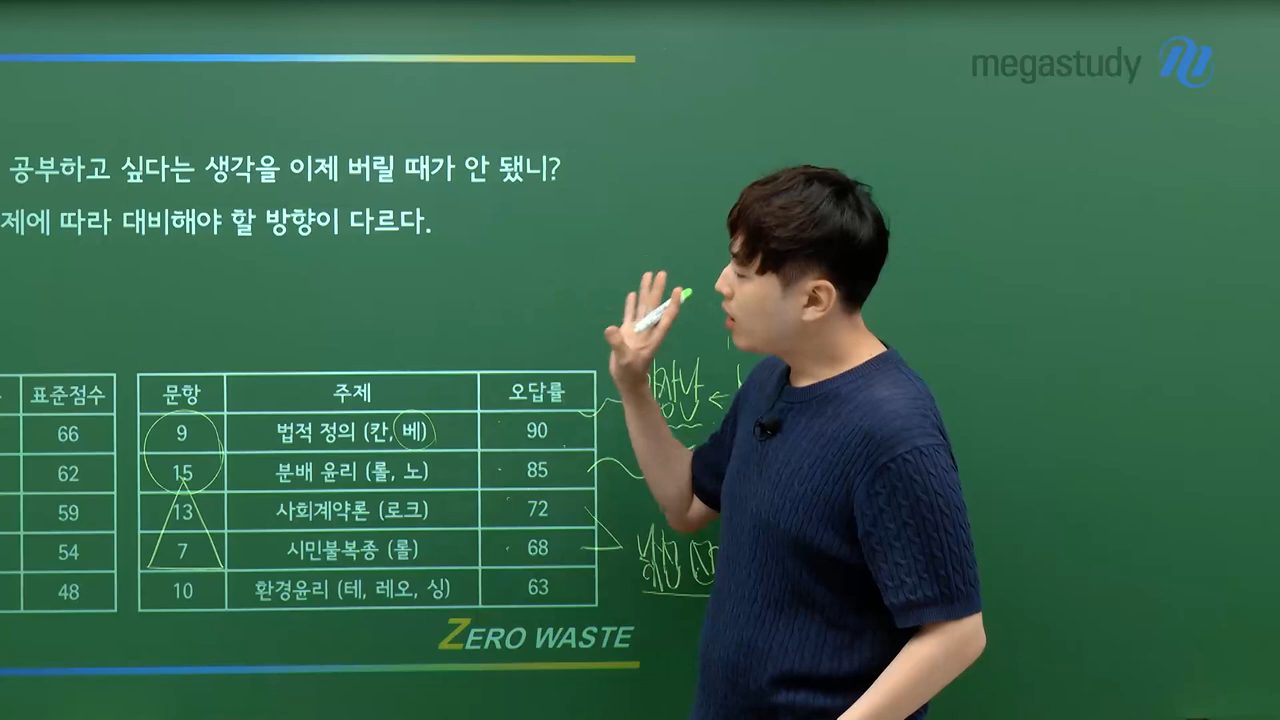 megastudy
공부하고 싶다는 생각을 이제 버릴 때가 안 됐니?
제에 따라 대비해야 할 방향이 다르다.
표준점수
66
62
59
54
48
문항 주제 오답률
9 법적 정의 (칸, 베) 90
15 분배 윤리 (롤, 노) 85
13 사회계약론 (로크) 72
7 시민불복종 (롤) 68
10 환경윤리 (테, 레오, 싱) 63
ZERO WASTE